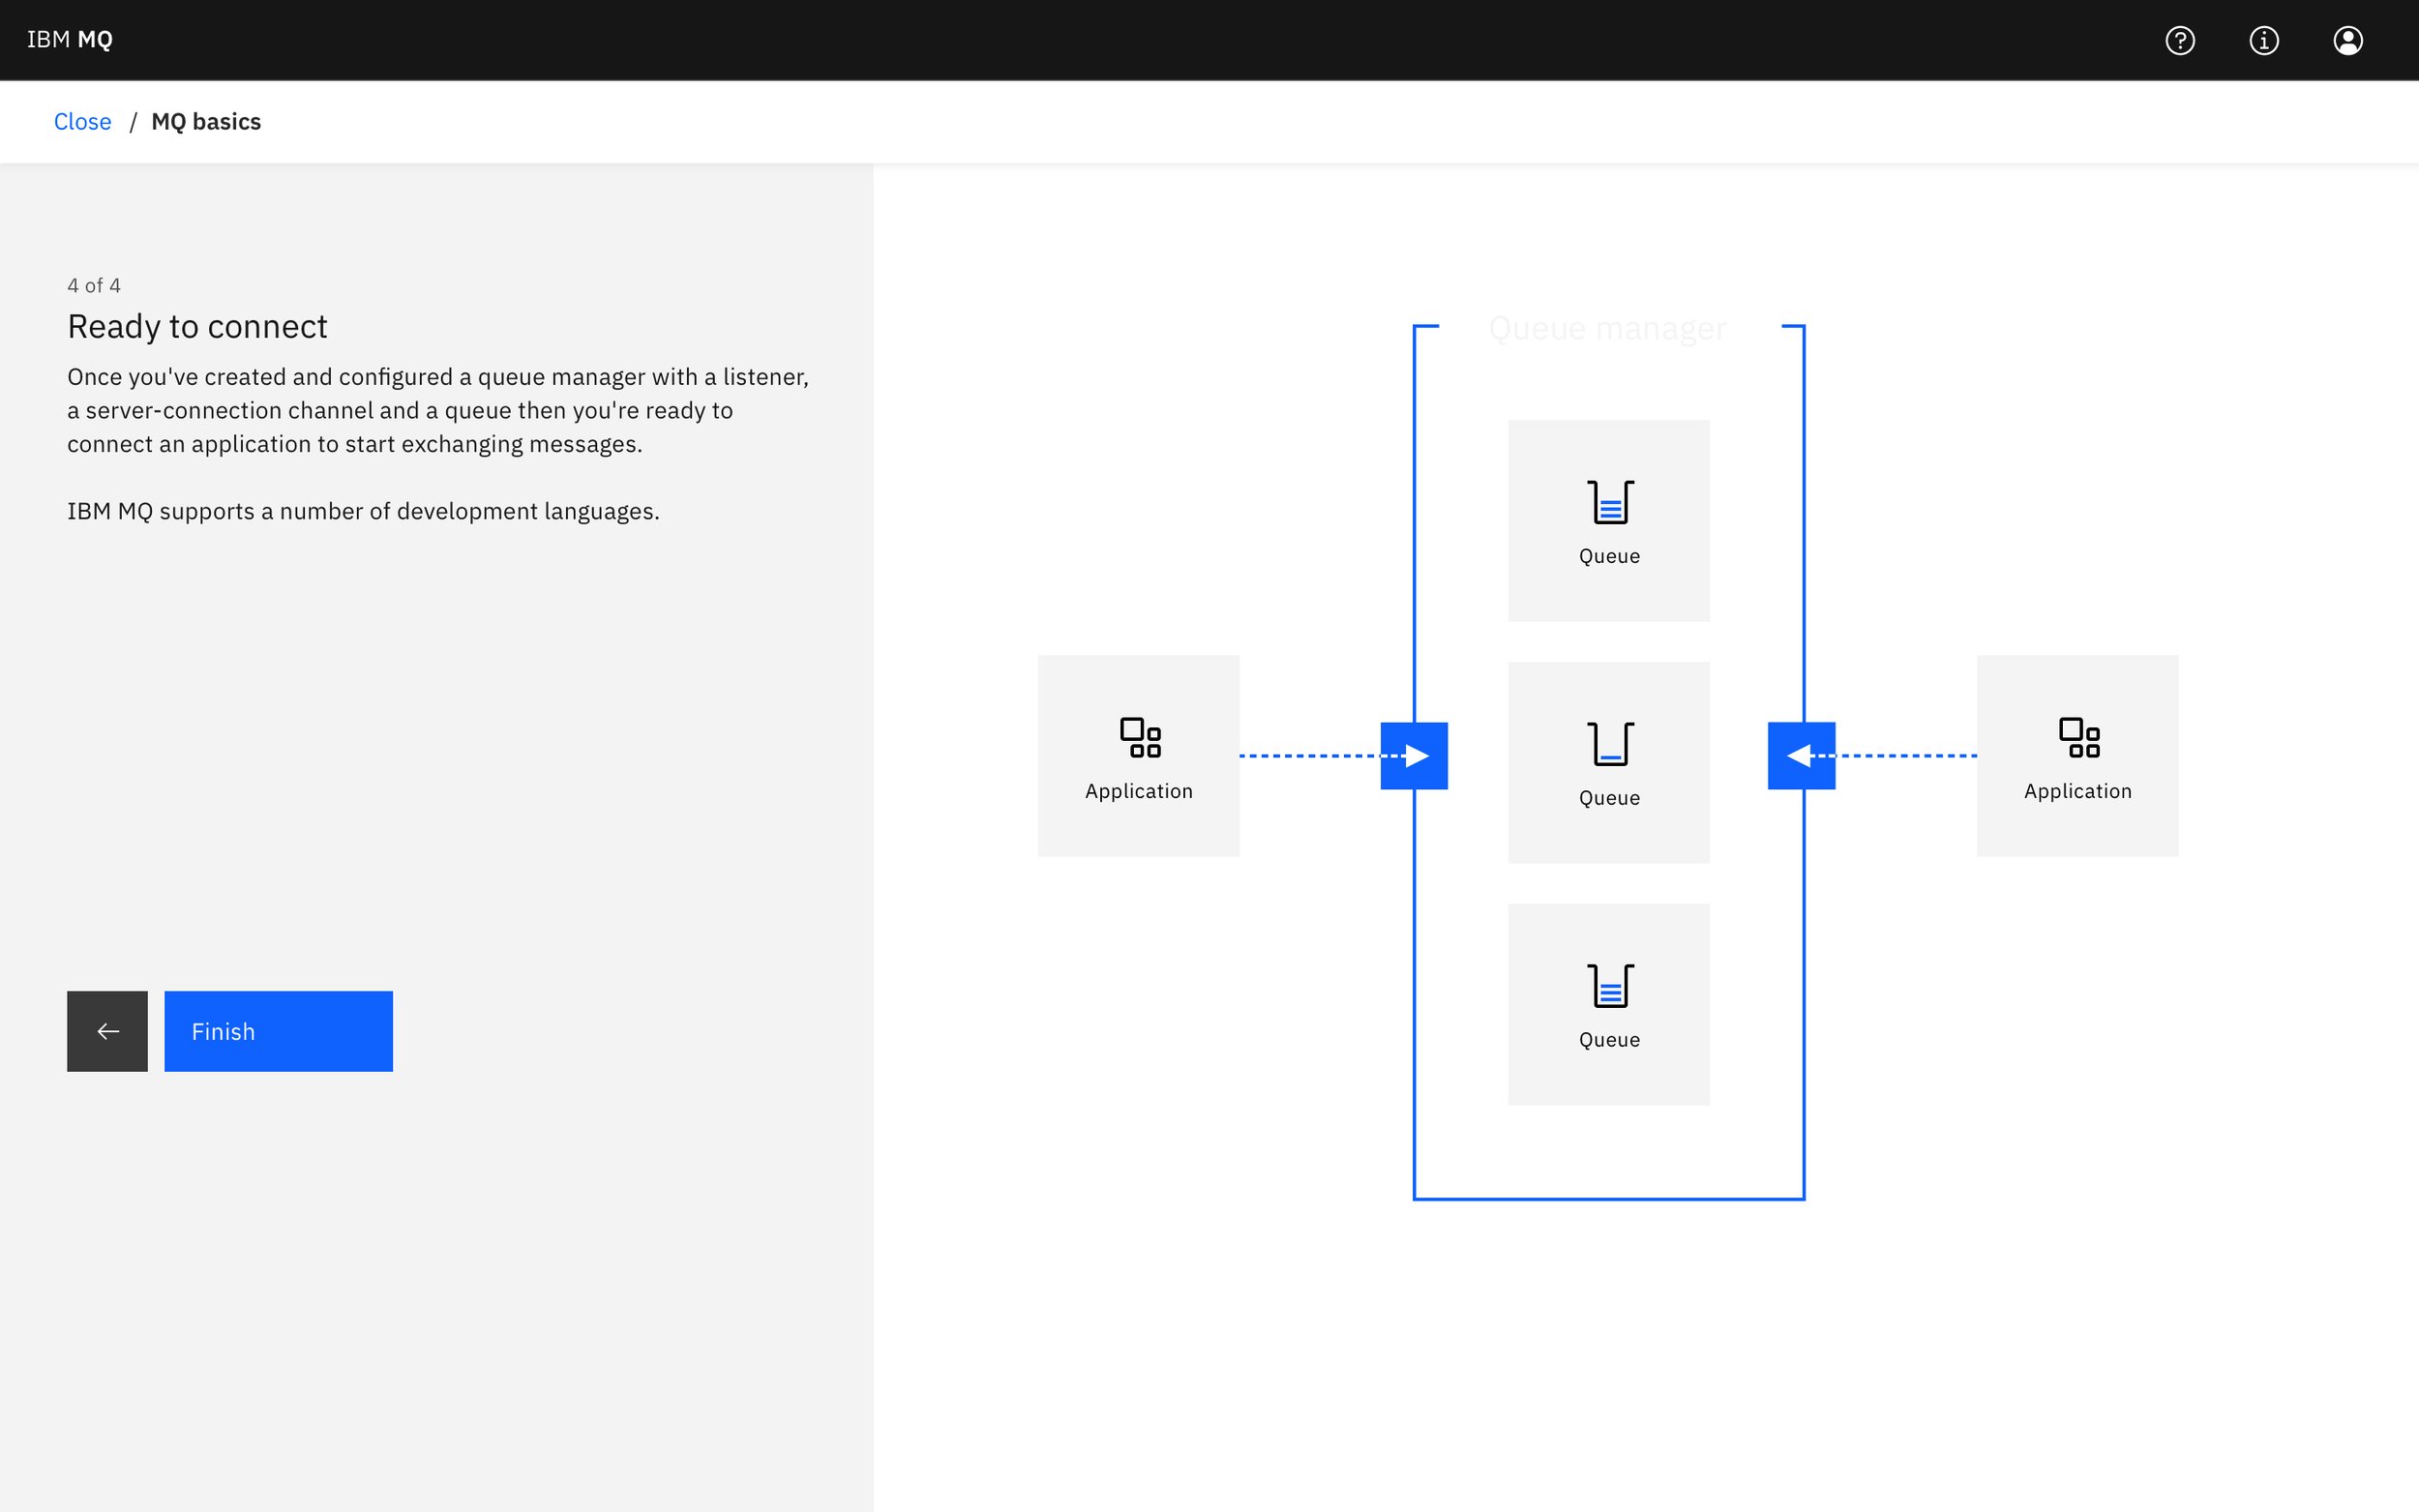 IBM MQ
Close / MQ basics
4 of 4
Ready to connect
Once you've created and configured a queue manager with a listener,
a server-connection channel and a queue then you're ready to
connect an application to start exchanging messages.
IBM MQ supports a number of development languages.
Finish
Queue manager
Queue
Application
Queue
Application
Queue